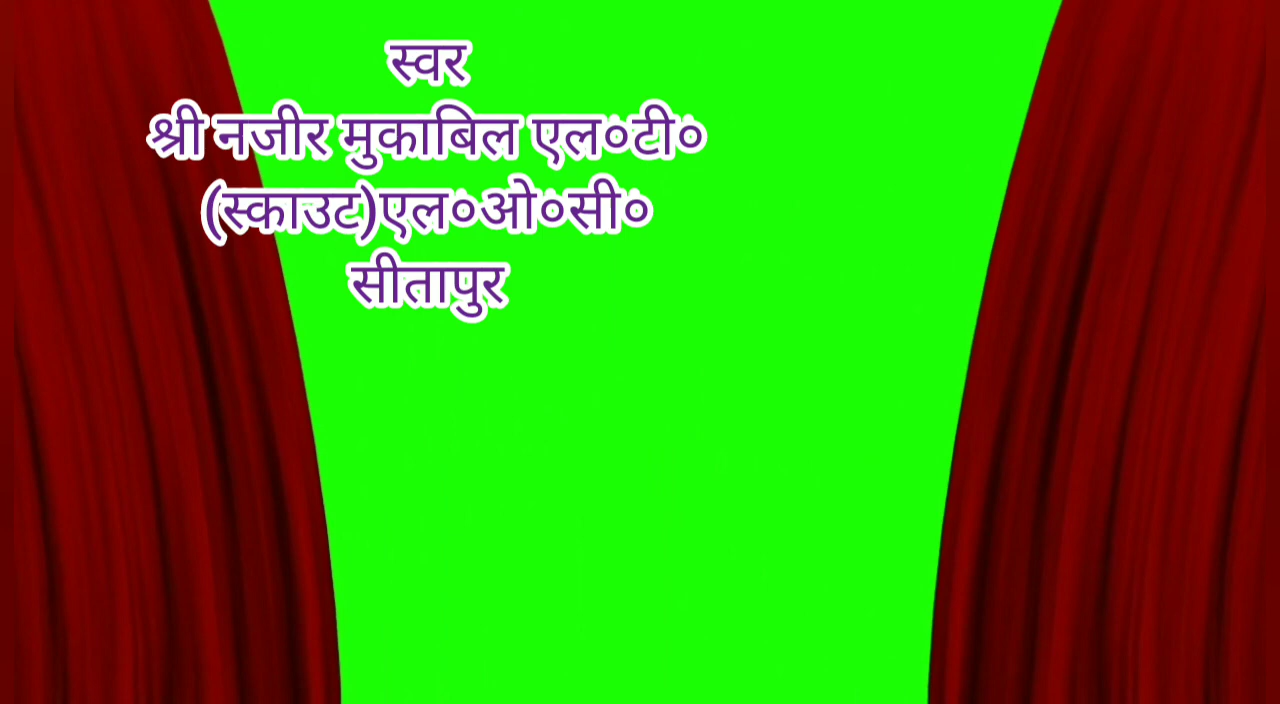 स्वर
श्री नजीर मुकाबिल एल०टी०
(स्काउट)एल०ओ०सी०
सीतापुर